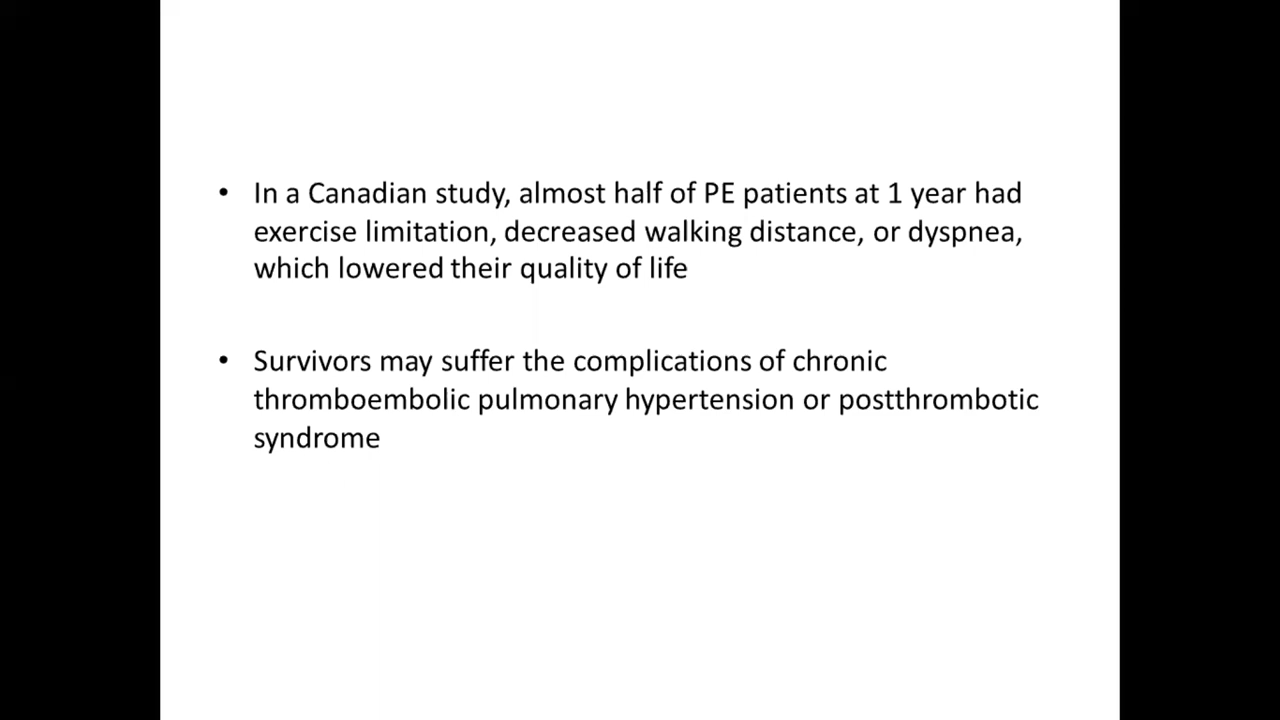 • In a Canadian study, almost half of PE patients at 1 year had
exercise limitation, decreased walking distance, or dyspnea,
which lowered their quality of life
• Survivors may suffer the complications of chronic
thromboembolic pulmonary hypertension or postthrombotic
syndrome